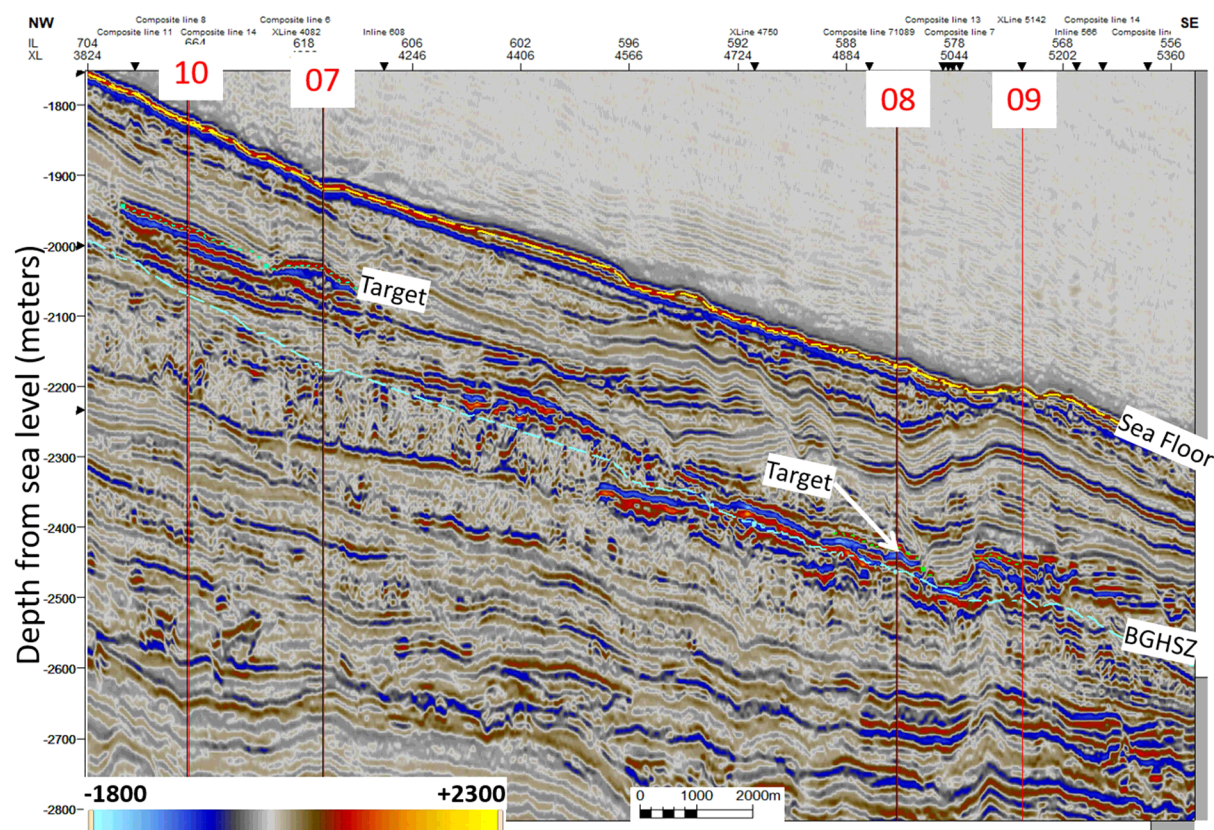 NW
SE
Composite line 8
Composite line 6
Composite line 13
XLine 5142
Composite line 14
Composite line 11
Composite line 14
XLine 4082
Inline 608
XLine 4750
Composite line 71089
Composite line 7
Inline 566
Composite line
IL 704 664 618 606 602 596 592 588 578 568 556
XL 3824 4246 4406 4566 4724 4884 5044 5202 5360
10
07
08
09
Depth from sea level (meters)
-1800
-1900
-2000
-2100
-2200
-2300
-2400
-2500
-2600
-2700
-2800
Target
Target
Sea Floor
BGHSZ
-1800 +2300
0 1000 2000m